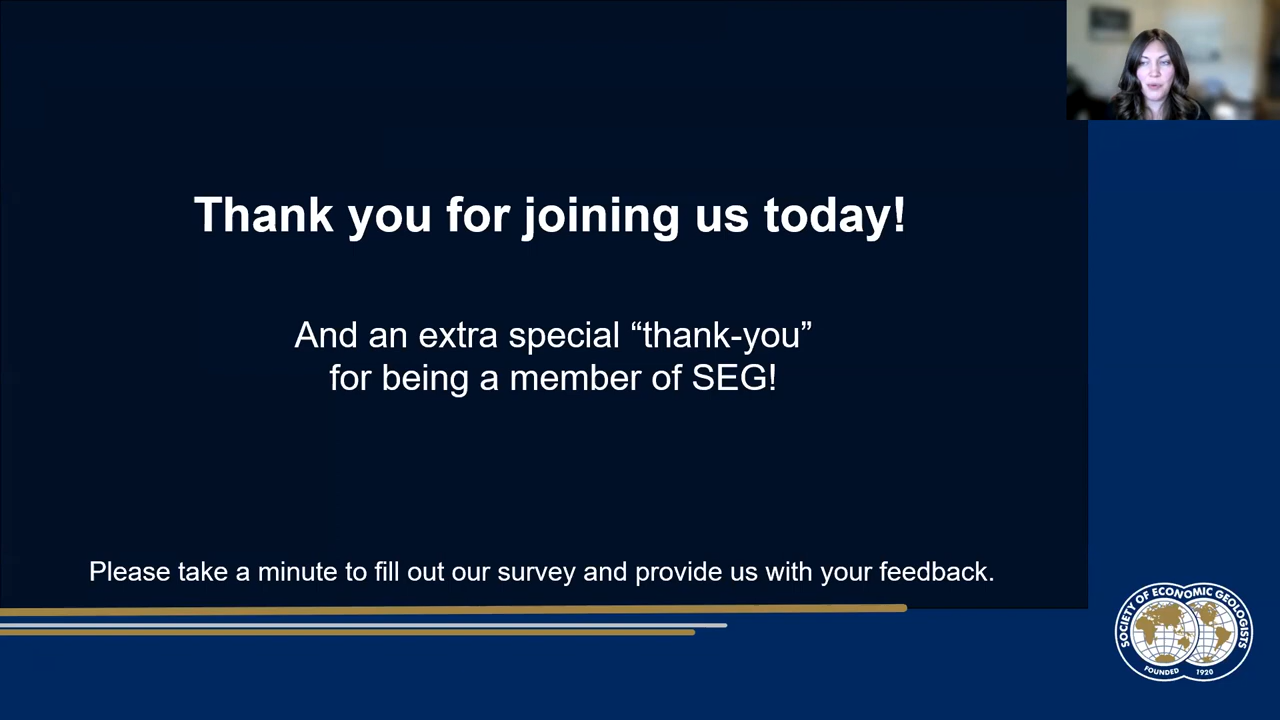 Thank you for joining us today!
And an extra special “thank-you”
for being a member of SEG!
Please take a minute to fill out our survey and provide us with your feedback.
SOCIETY OF ECONOMIC GEOLOGISTS
FOUNDED 1920